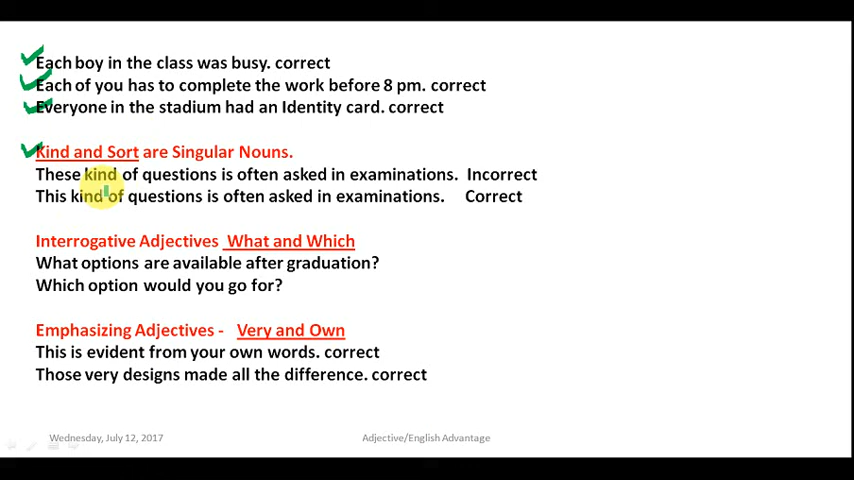 Each boy in the class was busy. correct
Each of you has to complete the work before 8 pm. correct
Everyone in the stadium had an Identity card. correct
Kind and Sort are Singular Nouns.
These kind of questions is often asked in examinations. Incorrect
This kind of questions is often asked in examinations. Correct
Interrogative Adjectives What and Which
What options are available after graduation?
Which option would you go for?
Emphasizing Adjectives - Very and Own
This is evident from your own words. correct
Those very designs made all the difference. correct
Wednesday, July 12, 2017 Adjective/English Advantage